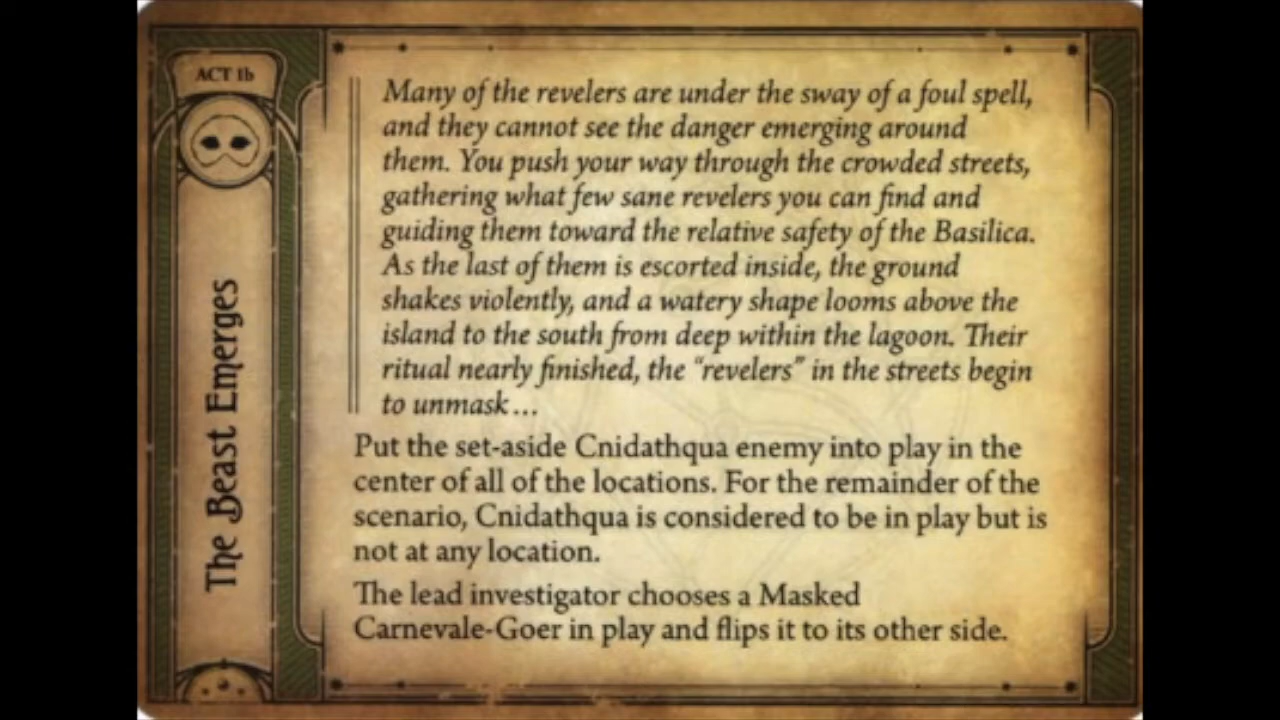 ACT 1b
The Beast Emerges
Many of the revelers are under the sway of a foul spell,
and they cannot see the danger emerging around
them. You push your way through the crowded streets,
gathering what few sane revelers you can find and
guiding them toward the relative safety of the Basilica.
As the last of them is escorted inside, the ground
shakes violently, and a watery shape looms above the
island to the south from deep within the lagoon. Their
ritual nearly finished, the “revelers” in the streets begin
to unmask…
Put the set-aside Cnidathqua enemy into play in the
center of all of the locations. For the remainder of the
scenario, Cnidathqua is considered to be in play but is
not at any location.
The lead investigator chooses a Masked
Carnevale-Goer in play and flips it to its other side.